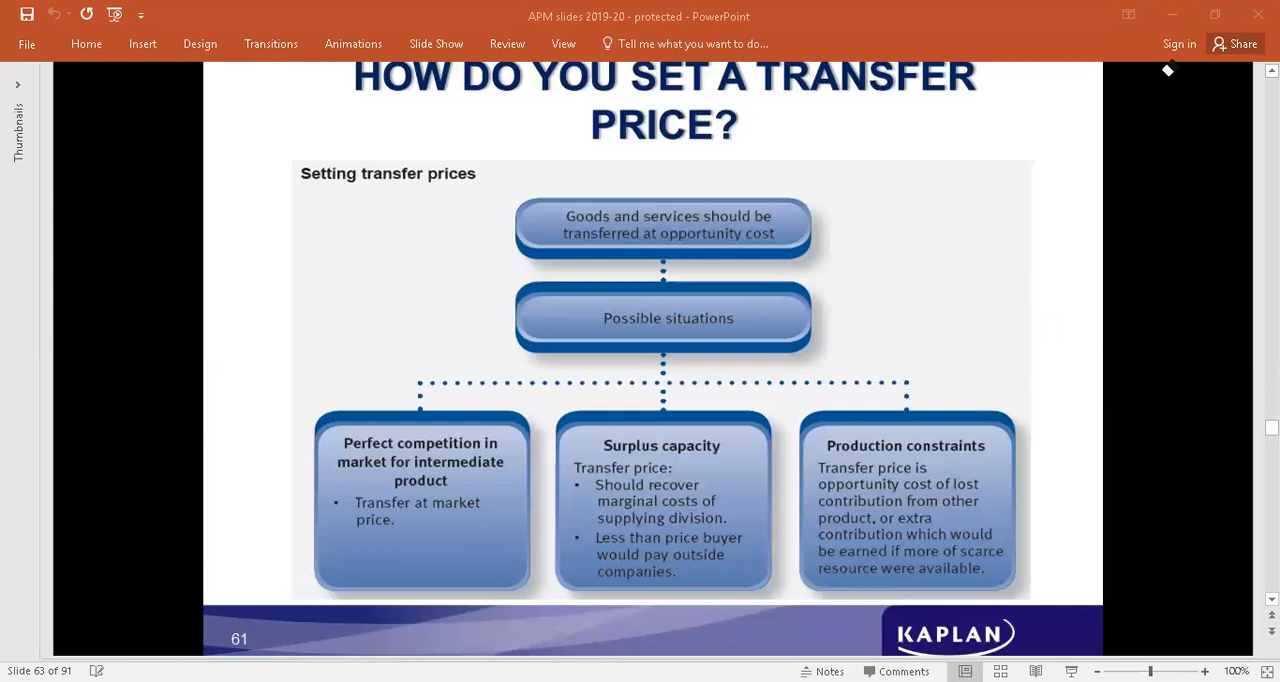 APM slides 2019-20 - protected - PowerPoint
File Home Insert Design Transitions Animations Slide Show Review View Tell me what you want to do... Sign in Share
Thumbnails
HOW DO YOU SET A TRANSFER
PRICE?
Setting transfer prices
Goods and services should be
transferred at opportunity cost
Possible situations
Perfect competition in
market for intermediate
product
• Transfer at market
price.
Surplus capacity
Transfer price:
• Should recover
marginal costs of
supplying division.
• Less than price buyer
would pay outside
companies.
Production constraints
Transfer price is
opportunity cost of lost
contribution from other
product, or extra
contribution which would
be earned if more of scarce
resource were available.
61
KAPLAN
Slide 63 of 91 Notes Comments 100%